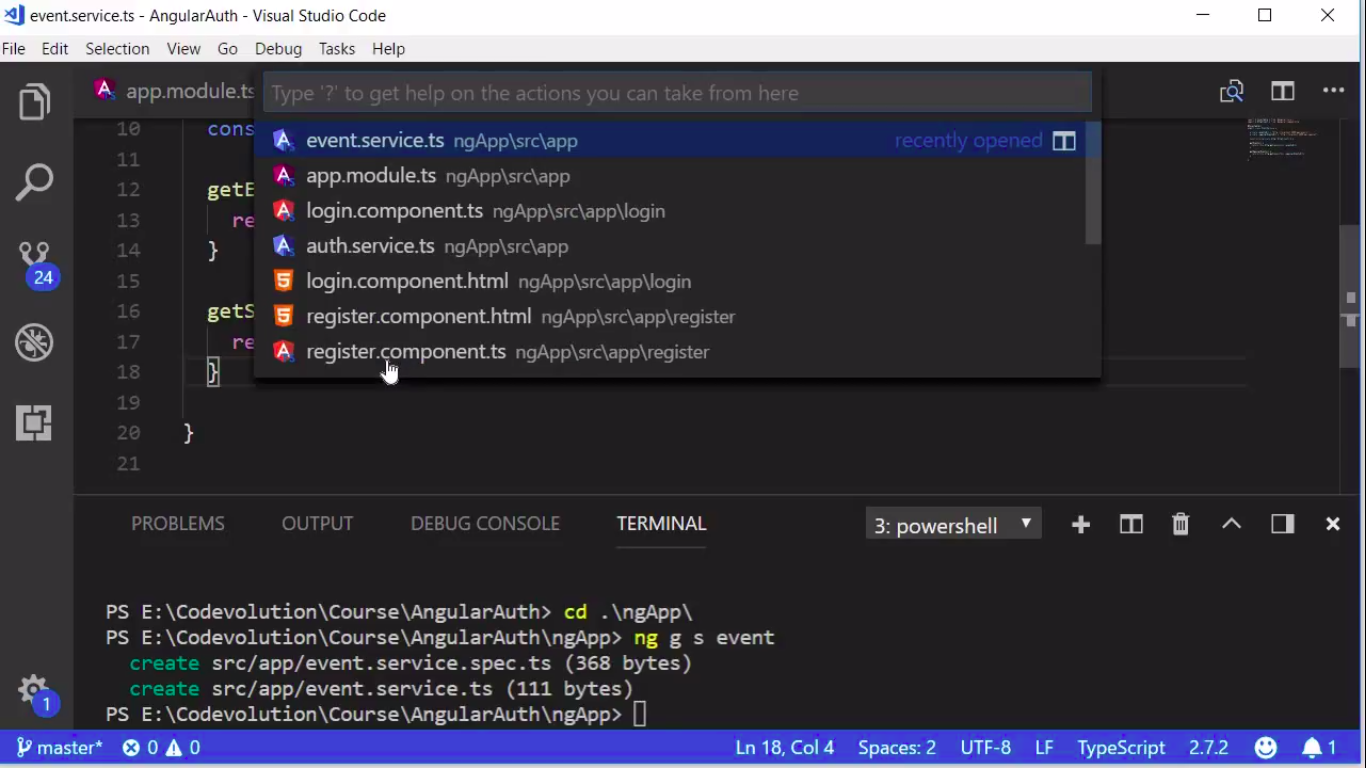 event.service.ts - AngularAuth - Visual Studio Code
File Edit Selection View Go Debug Tasks Help
app.module.ts
Type '?' to get help on the actions you can take from here
event.service.ts ngApp\src\app recently opened
app.module.ts ngApp\src\app
login.component.ts ngApp\src\app\login
auth.service.ts ngApp\src\app
login.component.html ngApp\src\app\login
register.component.html ngApp\src\app\register
register.component.ts ngApp\src\app\register
10 cons
11
12 getE
13 re
14 }
15
16 getS
17 re
18 }
19
20 }
21
24
1
PROBLEMS OUTPUT DEBUG CONSOLE TERMINAL 3: powershell
PS E:\Codevolution\Course\AngularAuth> cd .\ngApp\
PS E:\Codevolution\Course\AngularAuth\ngApp> ng g s event
create src/app/event.service.spec.ts (368 bytes)
create src/app/event.service.ts (111 bytes)
PS E:\Codevolution\Course\AngularAuth\ngApp>
master* 0 0 Ln 18, Col 4 Spaces: 2 UTF-8 LF TypeScript 2.7.2 1